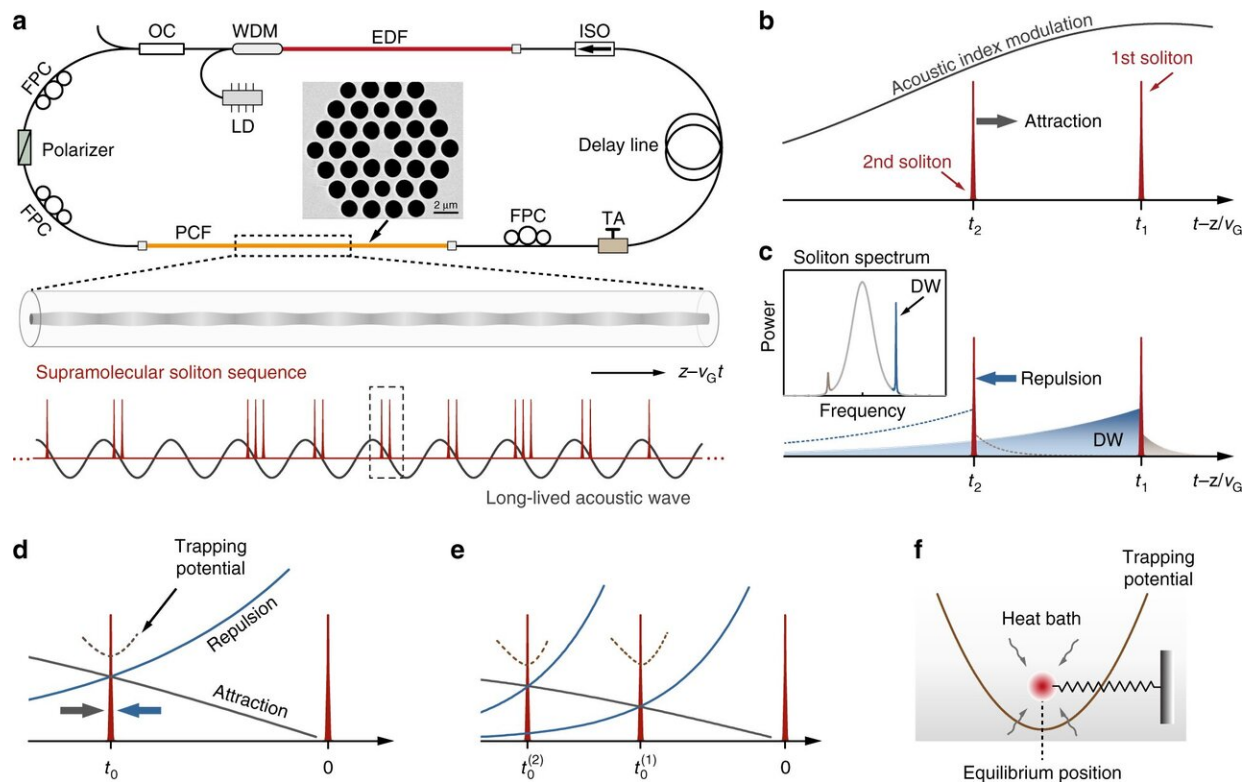 a
OC
WDM
EDF
ISO
FPC
LD
Polarizer
Delay line
2 μm
FPC
FPC
TA
PCF
Supramolecular soliton sequence
z–v_G t
Long-lived acoustic wave
b
Acoustic index modulation
1st soliton
Attraction
2nd soliton
t₂
t₁
t–z/v_G
c
Soliton spectrum
DW
Power
Frequency
Repulsion
DW
t₂
t₁
t–z/v_G
d
Trapping
potential
Repulsion
Attraction
t₀
0
e
t₀⁽²⁾
t₀⁽¹⁾
0
f
Trapping
potential
Heat bath
Equilibrium position